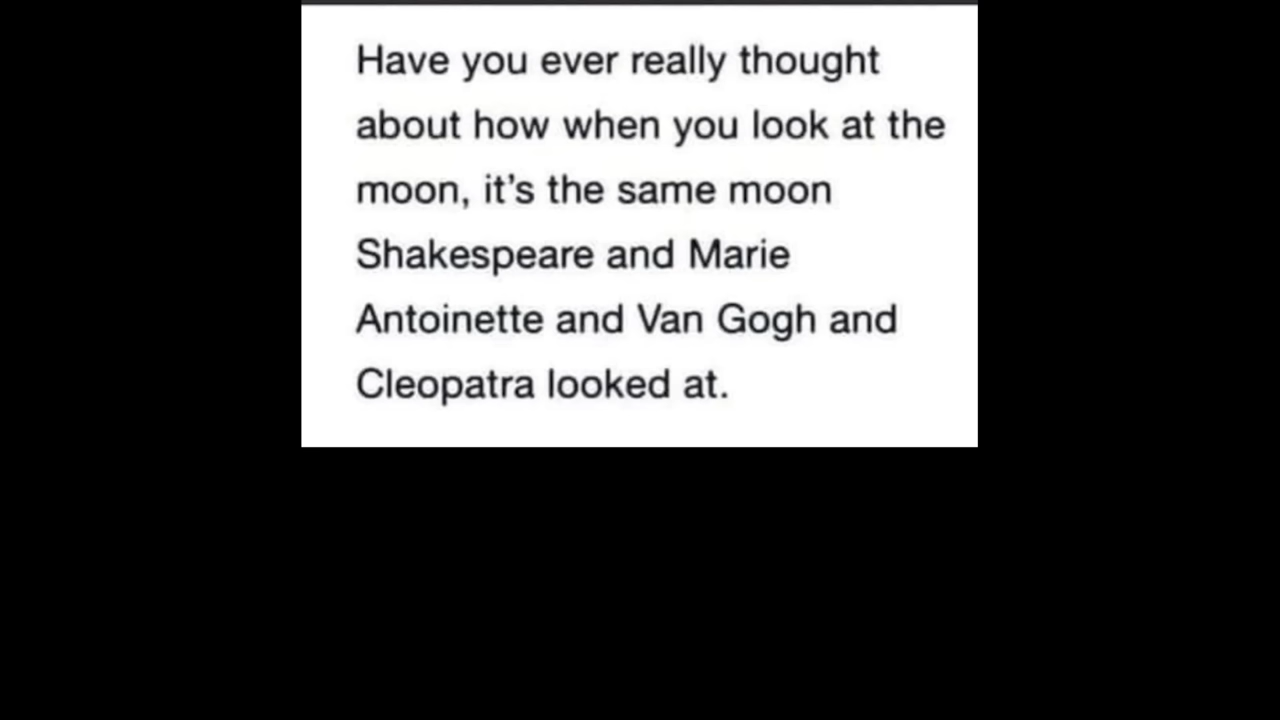 Have you ever really thought
about how when you look at the
moon, it’s the same moon
Shakespeare and Marie
Antoinette and Van Gogh and
Cleopatra looked at.